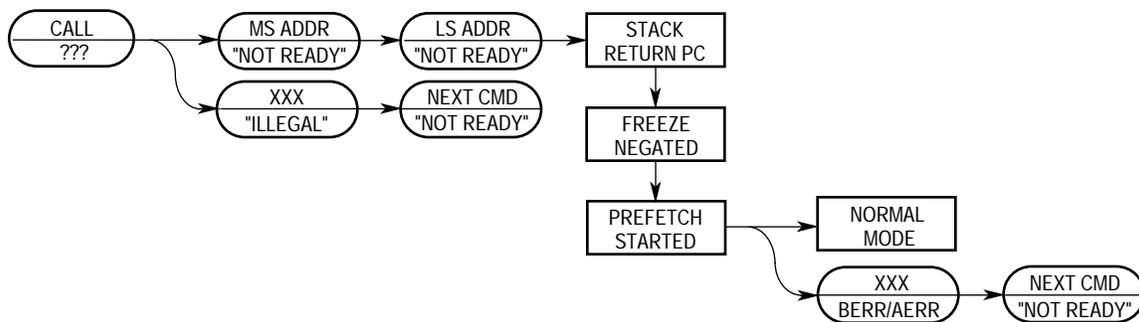 CALL
???
MS ADDR
"NOT READY"
LS ADDR
"NOT READY"
STACK
RETURN PC
XXX
"ILLEGAL"
NEXT CMD
"NOT READY"
FREEZE
NEGATED
PREFETCH
STARTED
NORMAL
MODE
XXX
BERR/AERR
NEXT CMD
"NOT READY"